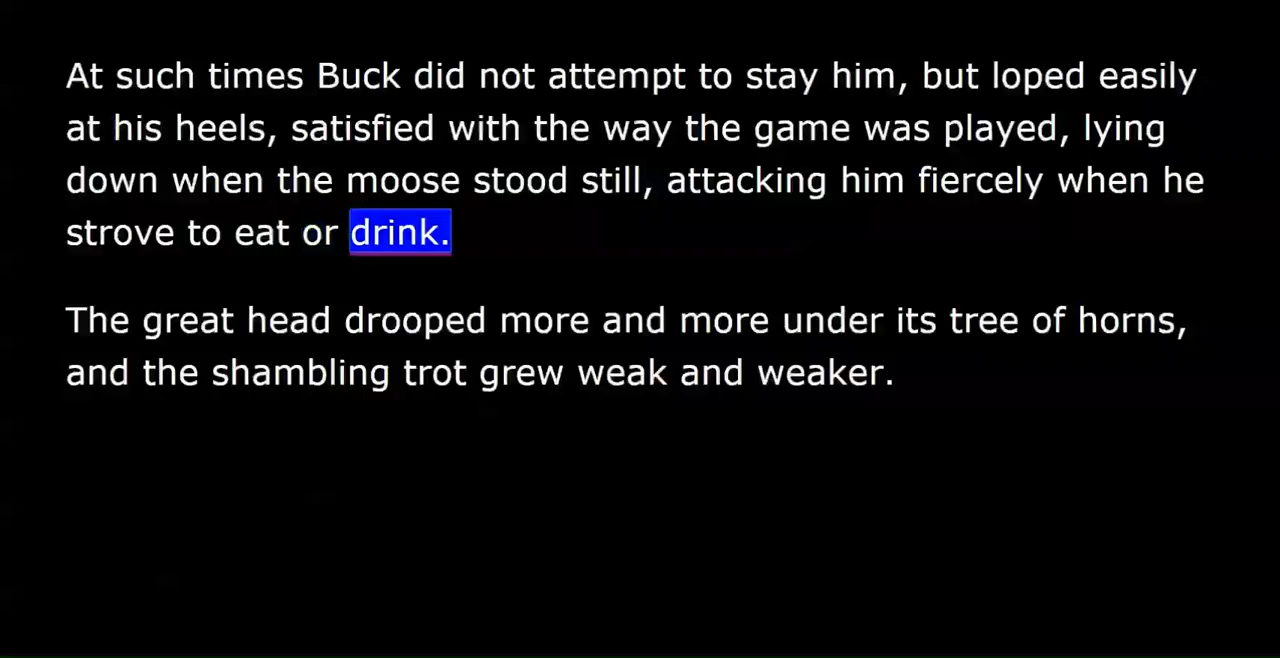 At such times Buck did not attempt to stay him, but loped easily
at his heels, satisfied with the way the game was played, lying
down when the moose stood still, attacking him fiercely when he
strove to eat or drink.
The great head drooped more and more under its tree of horns,
and the shambling trot grew weak and weaker.